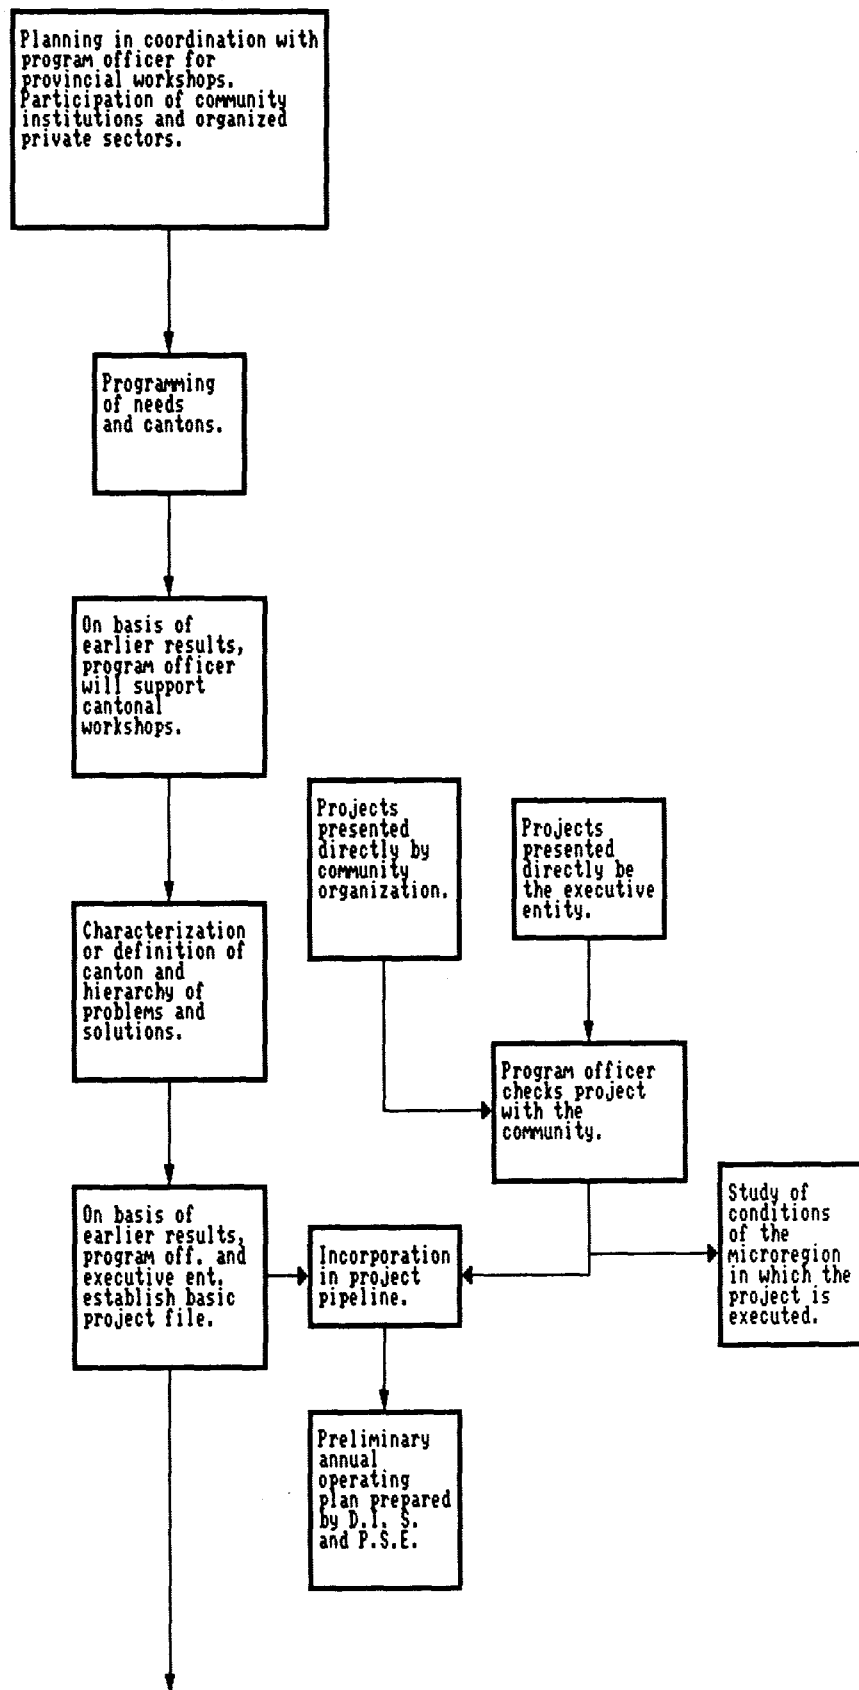 Planning in coordination with
program officer for
provincial workshops.
Participation of community
institutions and organized
private sectors.
Programming
of needs
and cantons.
On basis of
earlier results,
program officer
will support
cantonal
workshops.
Projects
presented
directly by
community
organization.
Projects
presented
directly be
the executive
entity.
Characterization
or definition of
canton and
hierarchy of
problems and
solutions.
Program officer
checks project
with the
community.
On basis of
earlier results,
program off. and
executive ent.
establish basic
project file.
Incorporation
in project
pipeline.
Study of
conditions
of the
microregion
in which the
project is
executed.
Preliminary
annual
operating
plan prepared
by D.I. S.
and P.S.E.